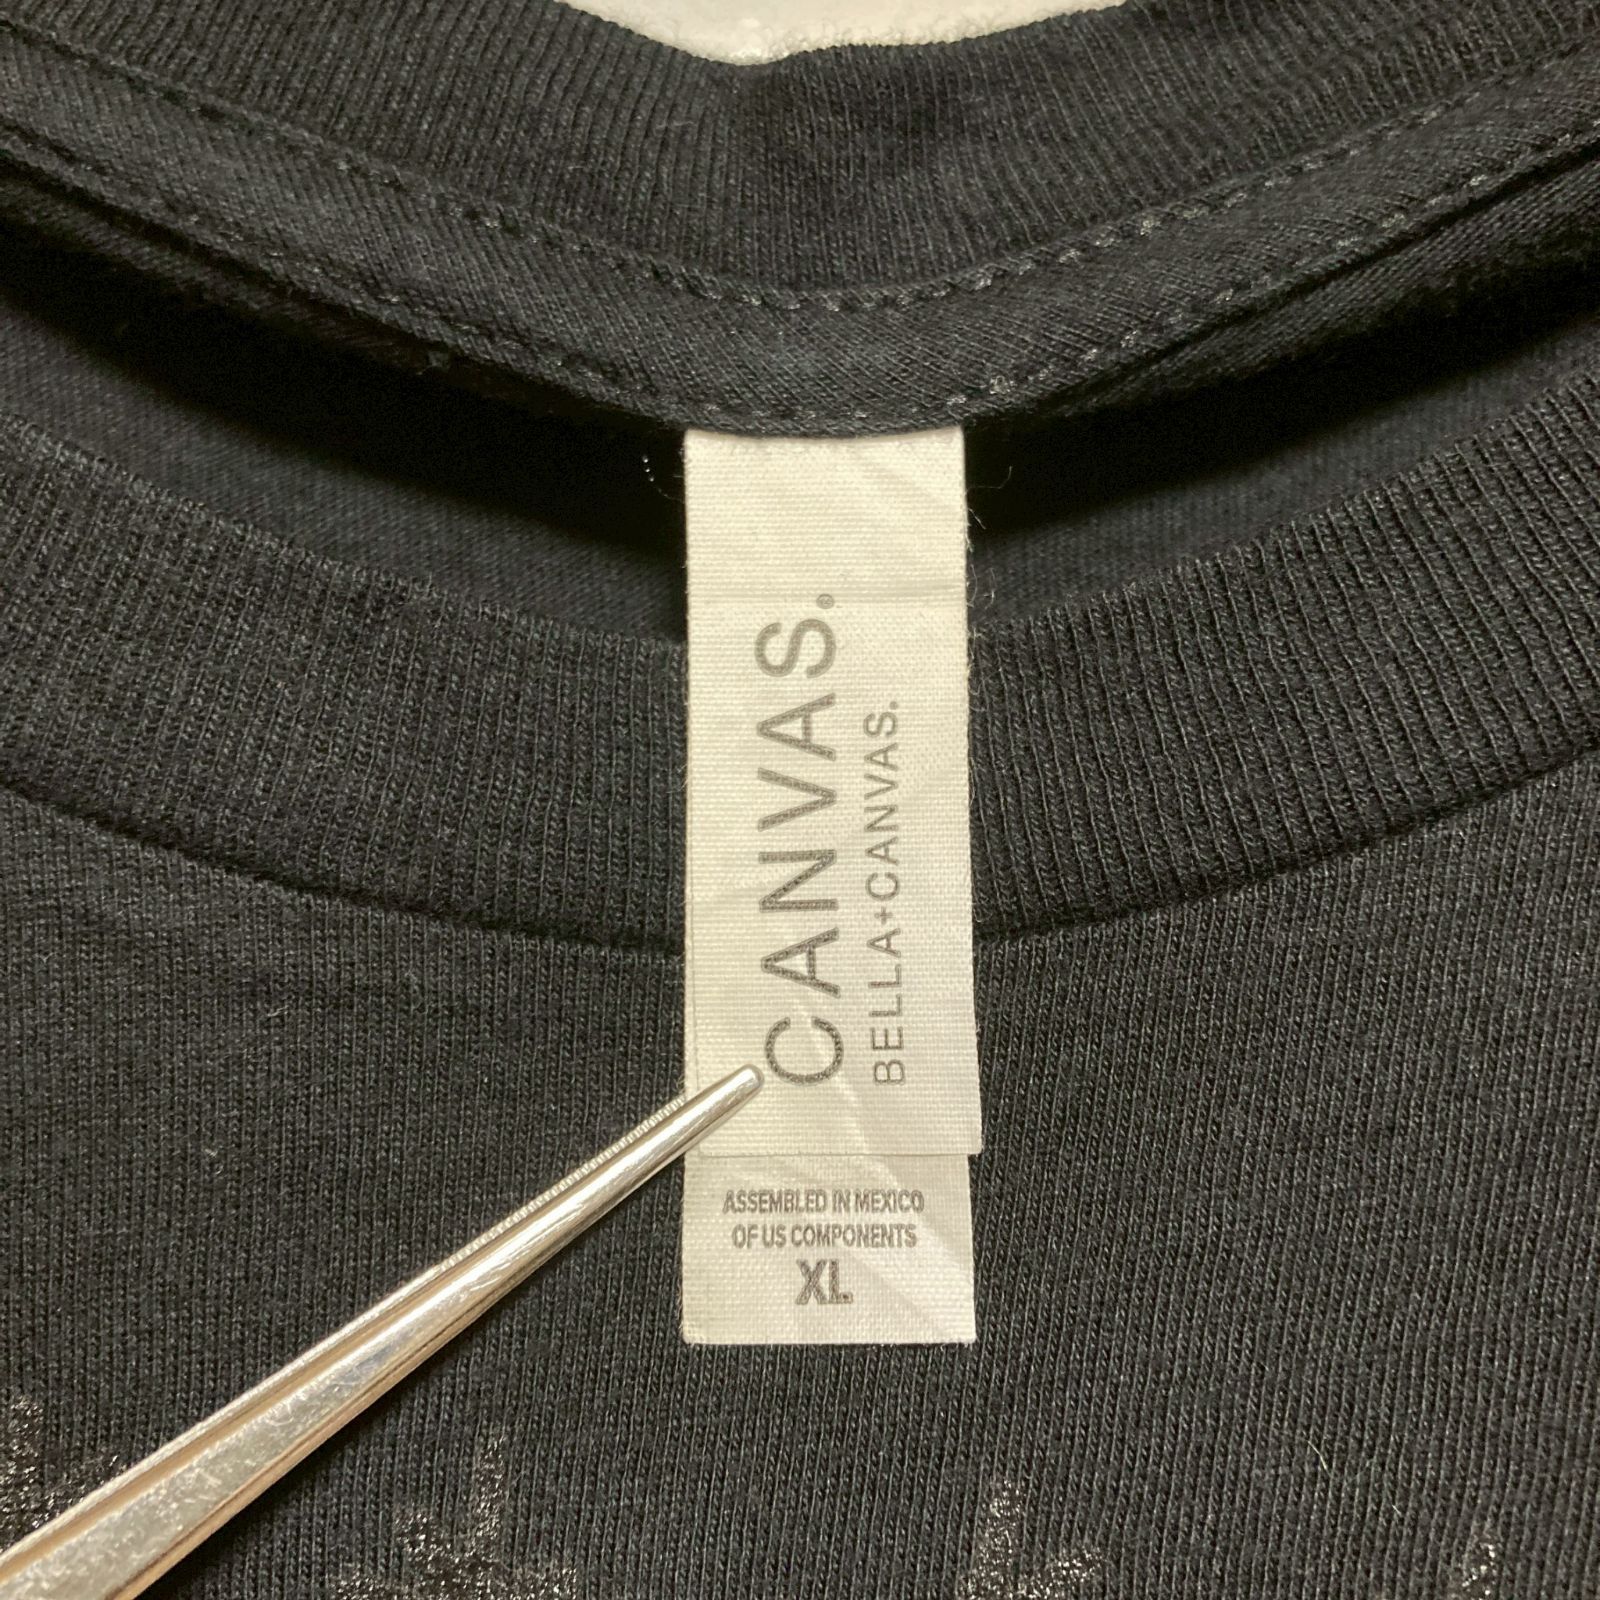 CANVAS.®
BELLA+CANVAS.
ASSEMBLED IN MEXICO
OF US COMPONENTS
XL